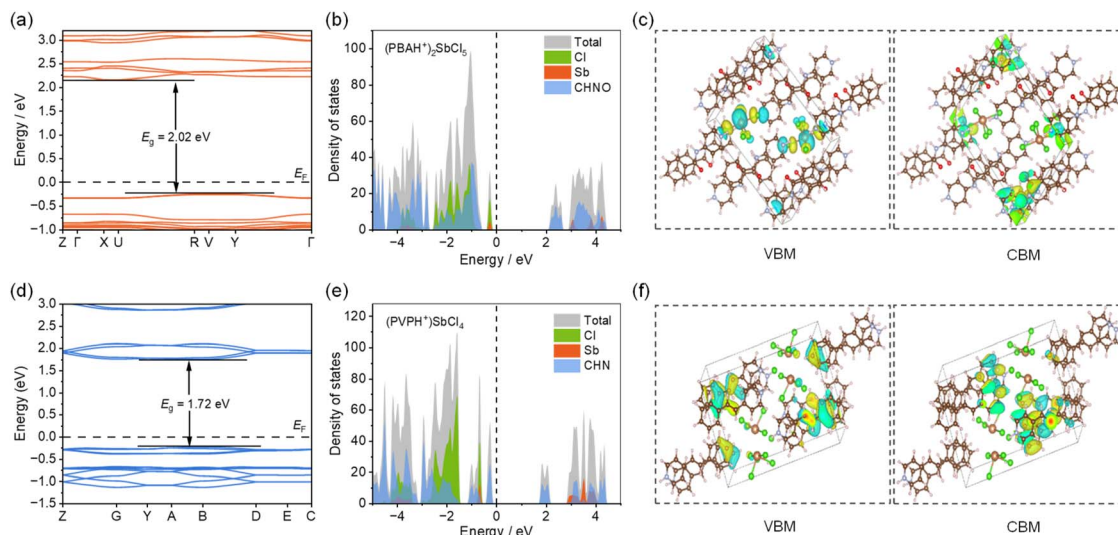 (a)
Energy / eV
3.0
2.5
2.0
1.5
1.0
0.5
0.0
−0.5
−1.0
Eg = 2.02 eV
EF
Z Γ X U R V Y Γ
(b)
Density of states
100
80
60
40
20
0
(PBAH+)2SbCl5
Total
Cl
Sb
CHNO
−4 −2 0 2 4
Energy / eV
(c)
VBM
CBM
(d)
Energy (eV)
3.0
2.5
2.0
1.5
1.0
0.5
0.0
−0.5
−1.0
−1.5
Eg = 1.72 eV
EF
Z G Y A B D E C
(e)
Density of states
120
100
80
60
40
20
0
(PVPH+)SbCl4
Total
Cl
Sb
CHN
−4 −2 0 2 4
Energy / eV
(f)
VBM
CBM